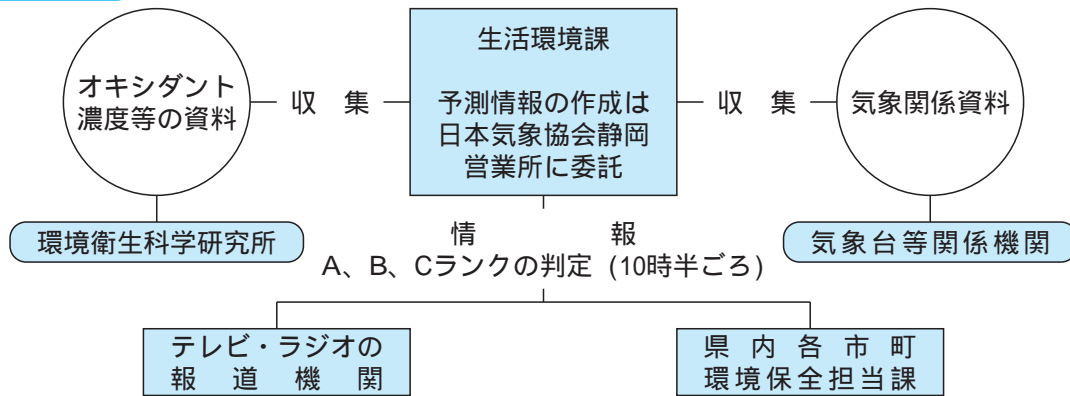 オキシダント
濃度等の資料
収集
生活環境課
予測情報の作成は
日本気象協会静岡
営業所に委託
収集
気象関係資料
環境衛生科学研究所
気象台等関係機関
情報
A、B、Cランクの判定 (10時半ごろ)
テレビ・ラジオの
報道機関
県内各市町
環境保全担当課